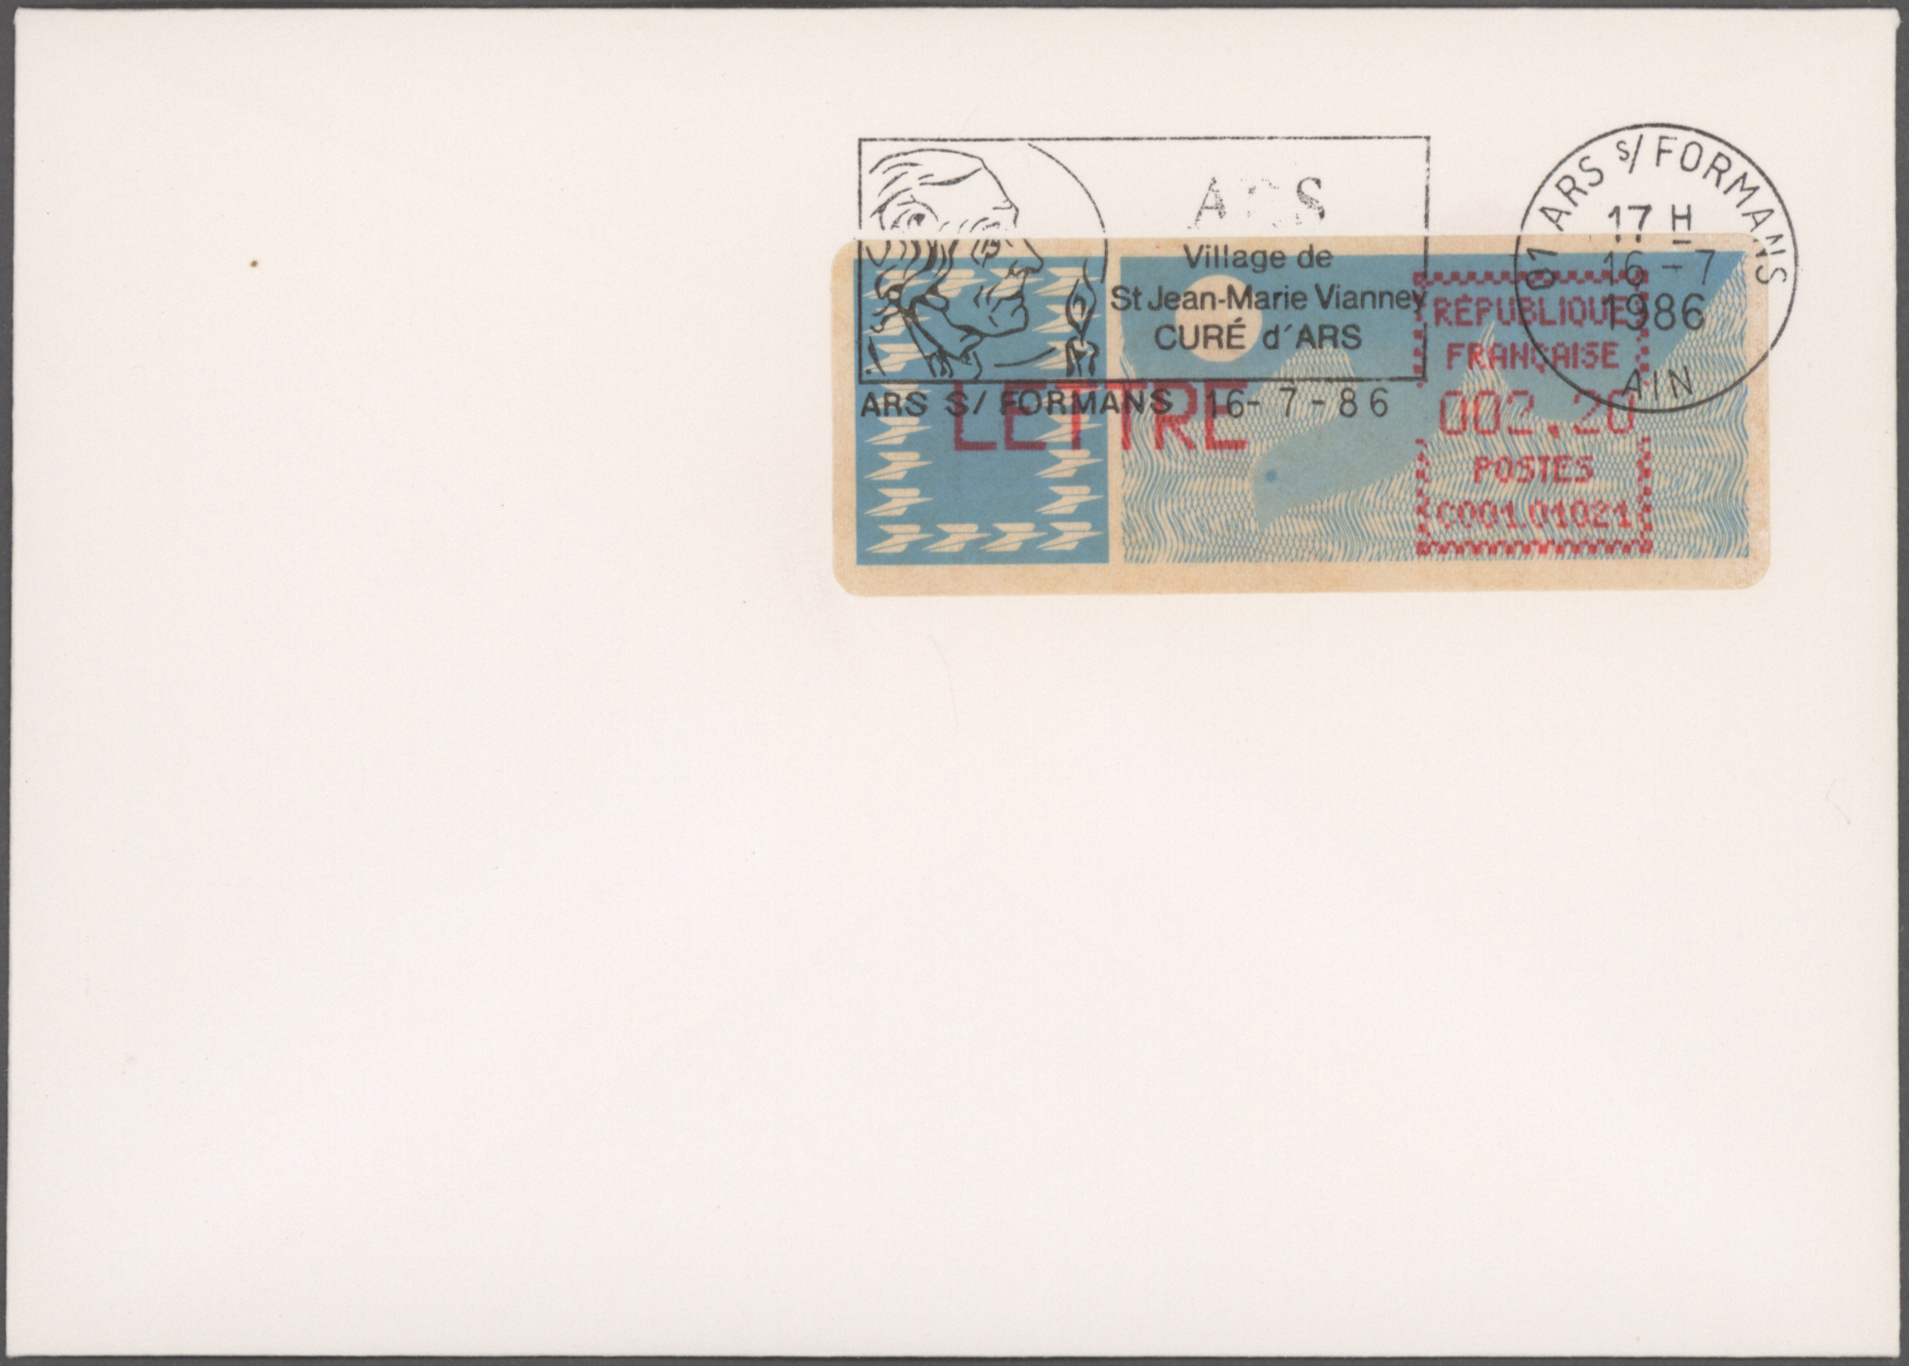 ARS
Village de
St Jean-Marie Vianney
CURÉ d'ARS
ARS S/ FORMANS 16-7-86
01 ARS s/ FORMANS
17 H
16-7
1986
AIN
LETTRE
RÉPUBLIQUE
FRANÇAISE
002,20
POSTES
C001.01021